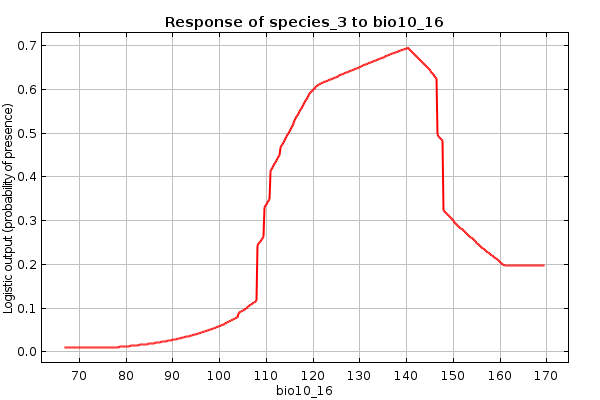 Response of species_3 to bio10_16
Logistic output (probability of presence)
0.7
0.6
0.5
0.4
0.3
0.2
0.1
0.0
70 80 90 100 110 120 130 140 150 160 170
bio10_16